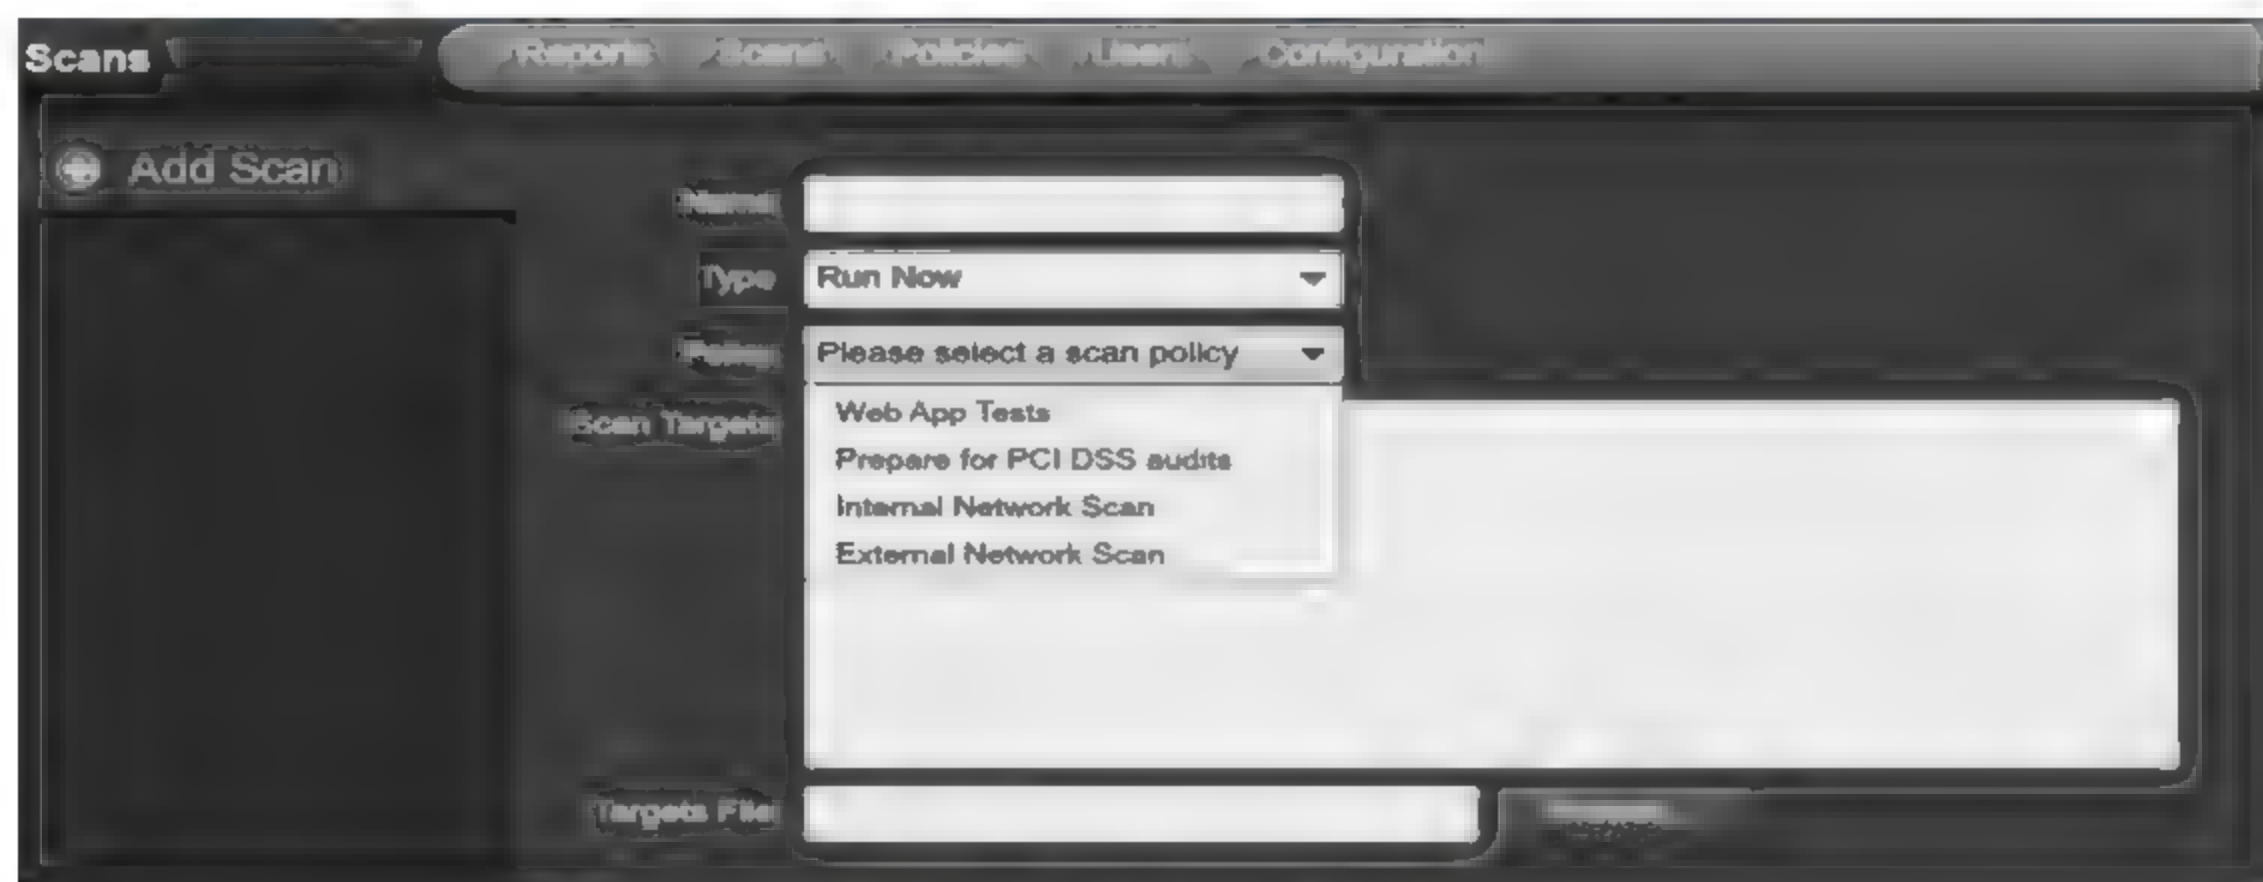 Scans Reports Scans Policies Users Configuration
Add Scan
Name
Type Run Now
Policy Please select a scan policy
Web App Tests
Scan Targets
Prepare for PCI DSS audits
Internal Network Scan
External Network Scan
Targets File